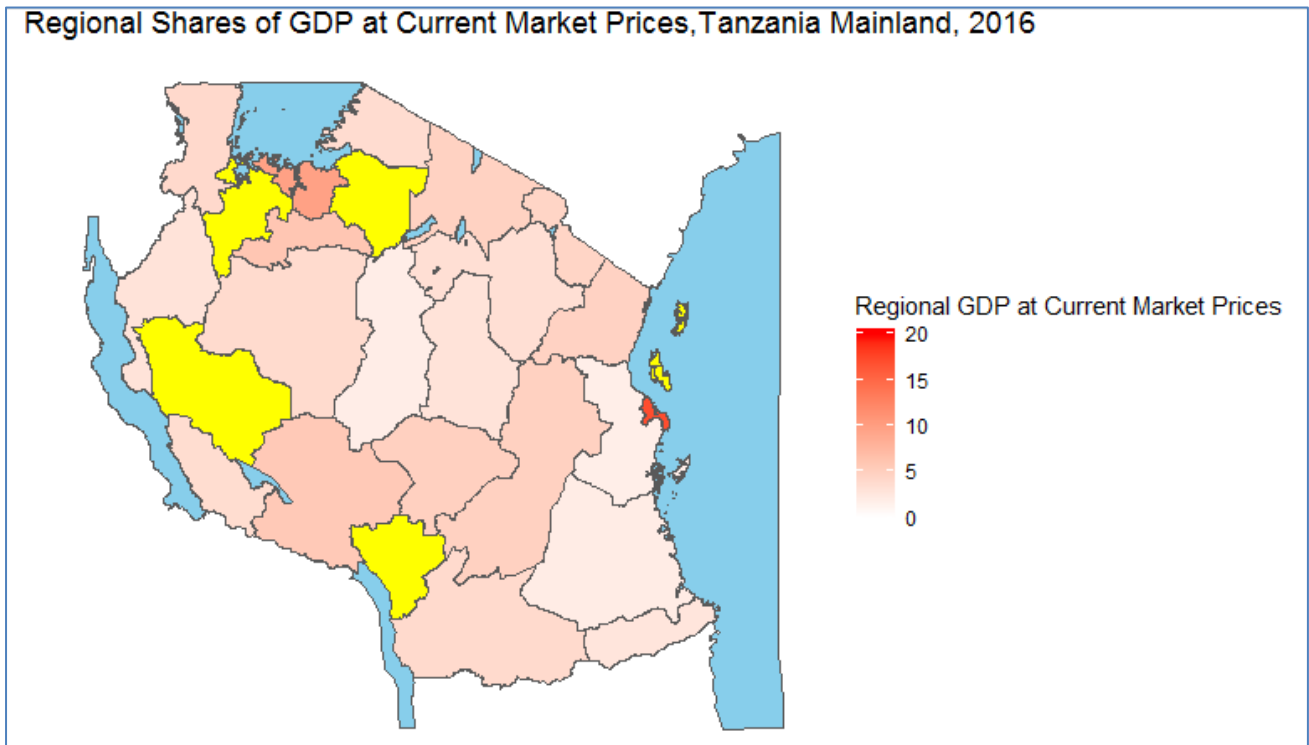 Regional Shares of GDP at Current Market Prices,Tanzania Mainland, 2016
Regional GDP at Current Market Prices
20
15
10
5
0